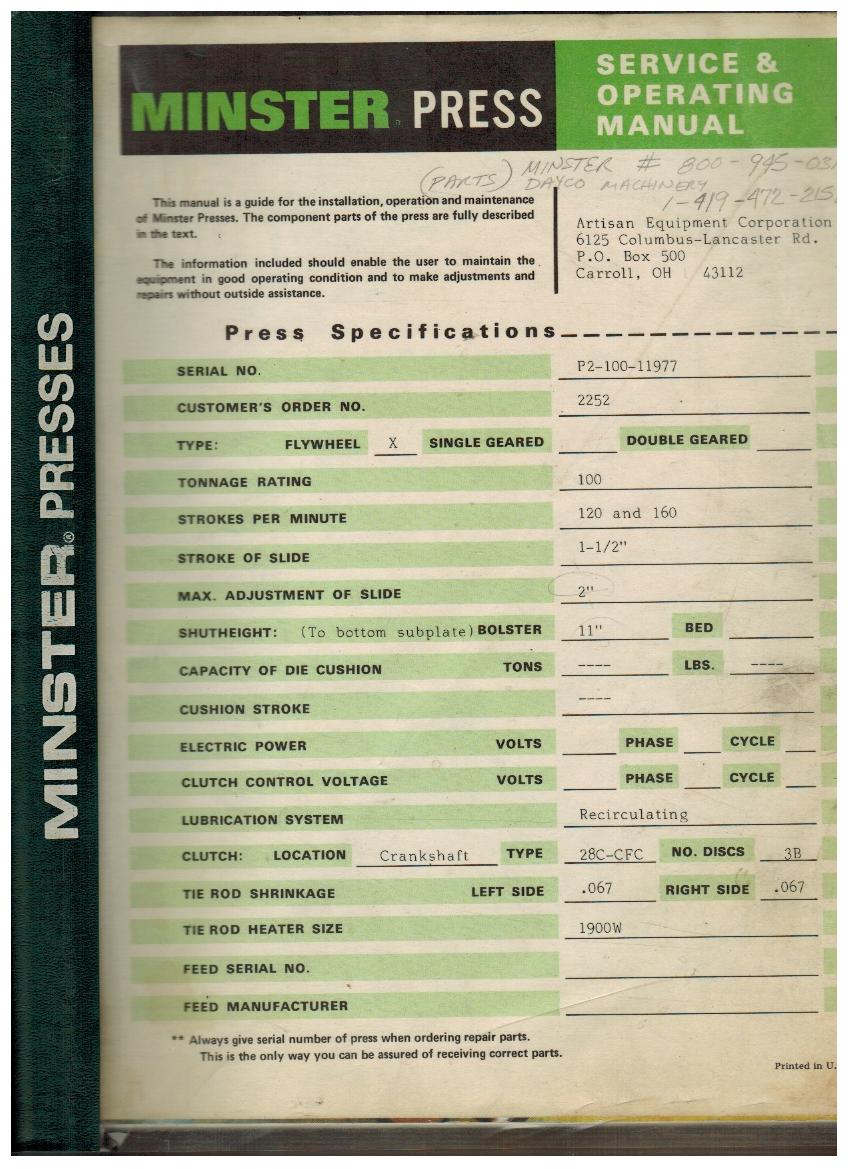 MINSTER® PRESSES
MINSTER® PRESS
SERVICE &
OPERATING
MANUAL
(PARTS) MINSTER # 800-945-03
DAYCO MACHINERY
1-419-472-215
This manual is a guide for the installation, operation and maintenance
of Minster Presses. The component parts of the press are fully described
in the text.
The information included should enable the user to maintain the
equipment in good operating condition and to make adjustments and
repairs without outside assistance.
Artisan Equipment Corporation
6125 Columbus-Lancaster Rd.
P.O. Box 500
Carroll, OH 43112
Press Specifications
SERIAL NO. P2-100-11977
CUSTOMER'S ORDER NO. 2252
TYPE: FLYWHEEL X SINGLE GEARED DOUBLE GEARED
TONNAGE RATING 100
STROKES PER MINUTE 120 and 160
STROKE OF SLIDE 1-1/2"
MAX. ADJUSTMENT OF SLIDE 2"
SHUTHEIGHT: (To bottom subplate) BOLSTER 11" BED
CAPACITY OF DIE CUSHION TONS ---- LBS. ----
CUSHION STROKE ----
ELECTRIC POWER VOLTS PHASE CYCLE
CLUTCH CONTROL VOLTAGE VOLTS PHASE CYCLE
LUBRICATION SYSTEM Recirculating
CLUTCH: LOCATION Crankshaft TYPE 28C-CFC NO. DISCS 3B
TIE ROD SHRINKAGE LEFT SIDE .067 RIGHT SIDE .067
TIE ROD HEATER SIZE 1900W
FEED SERIAL NO.
FEED MANUFACTURER
** Always give serial number of press when ordering repair parts.
This is the only way you can be assured of receiving correct parts.
Printed in U.